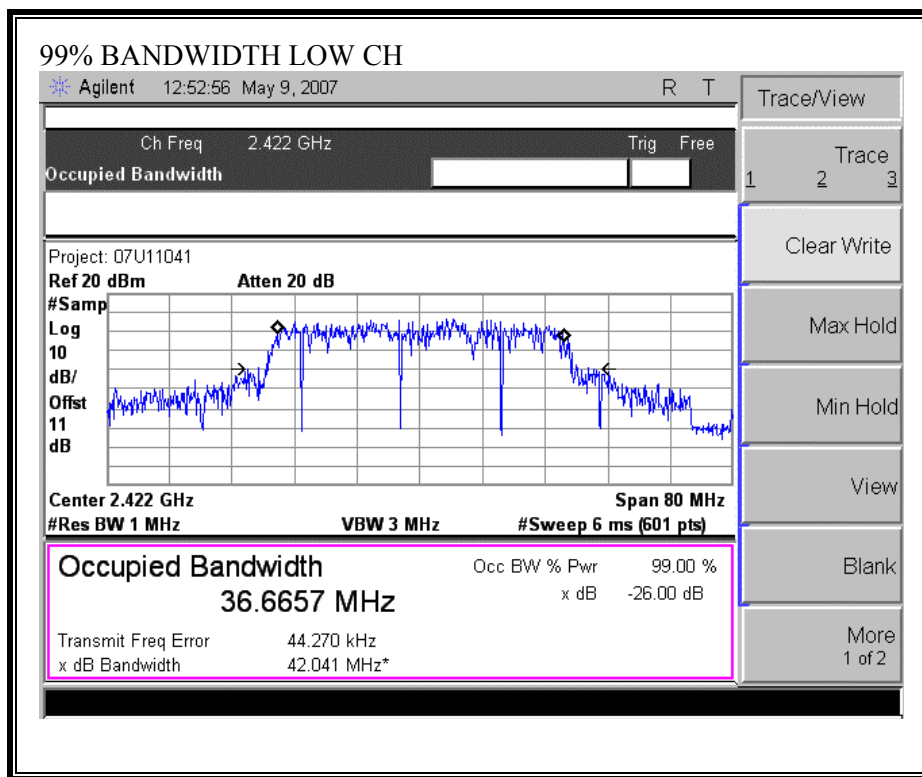 99% BANDWIDTH LOW CH
Agilent 12:52:56 May 9, 2007 R T
Ch Freq 2.422 GHz Trig Free
Occupied Bandwidth
Project: 07U11041
Ref 20 dBm Atten 20 dB
#Samp
Log
10
dB/
Offst
11
dB
Center 2.422 GHz Span 80 MHz
#Res BW 1 MHz VBW 3 MHz #Sweep 6 ms (601 pts)
Occupied Bandwidth Occ BW % Pwr 99.00 %
36.6657 MHz x dB -26.00 dB
Transmit Freq Error 44.270 kHz
x dB Bandwidth 42.041 MHz*
Trace/View
Trace
1 2 3
Clear Write
Max Hold
Min Hold
View
Blank
More
1 of 2